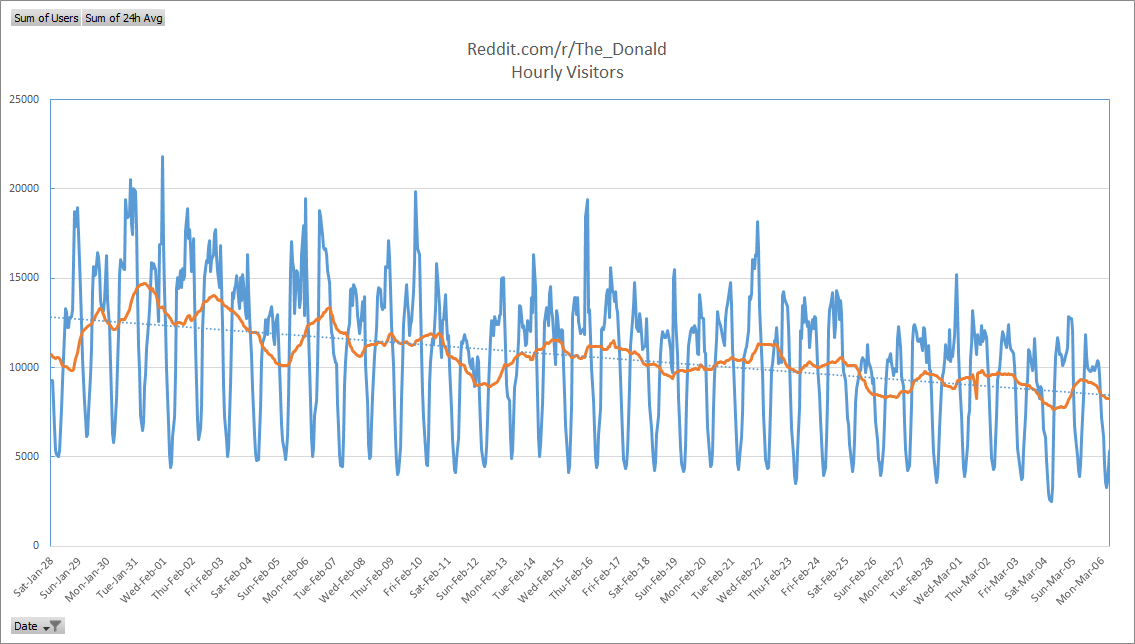 Sum of Users Sum of 24h Avg
Reddit.com/r/The_Donald
Hourly Visitors
25000
20000
15000
10000
5000
0
Sat-Jan-28
Sun-Jan-29
Mon-Jan-30
Tue-Jan-31
Wed-Feb-01
Thu-Feb-02
Fri-Feb-03
Sat-Feb-04
Sun-Feb-05
Mon-Feb-06
Tue-Feb-07
Wed-Feb-08
Thu-Feb-09
Fri-Feb-10
Sat-Feb-11
Sun-Feb-12
Mon-Feb-13
Tue-Feb-14
Wed-Feb-15
Thu-Feb-16
Fri-Feb-17
Sat-Feb-18
Sun-Feb-19
Mon-Feb-20
Tue-Feb-21
Wed-Feb-22
Thu-Feb-23
Fri-Feb-24
Sat-Feb-25
Sun-Feb-26
Mon-Feb-27
Tue-Feb-28
Wed-Mar-01
Thu-Mar-02
Fri-Mar-03
Sat-Mar-04
Sun-Mar-05
Mon-Mar-06
Date